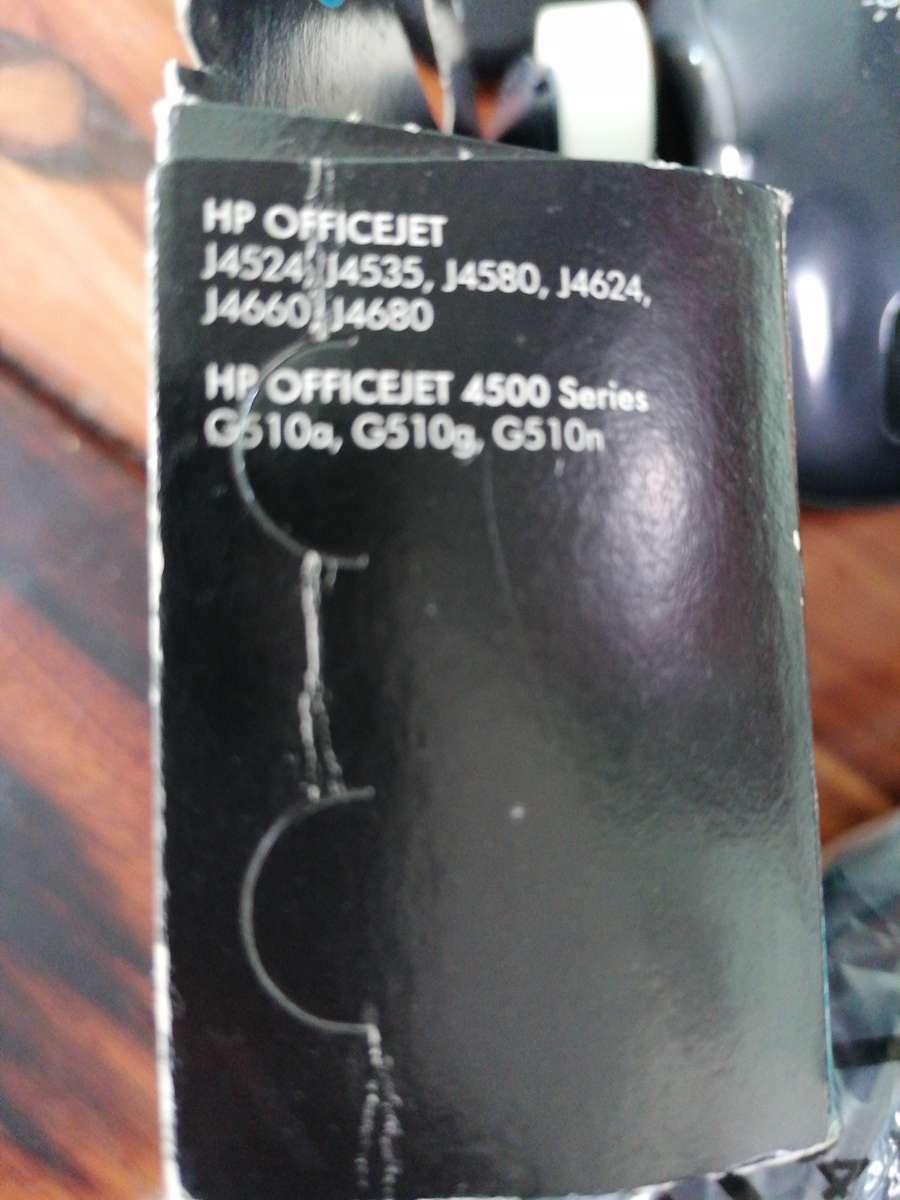 HP OFFICEJET
J4524, J4535, J4580, J4624,
J4660, J4680
HP OFFICEJET 4500 Series
G510a, G510g, G510n